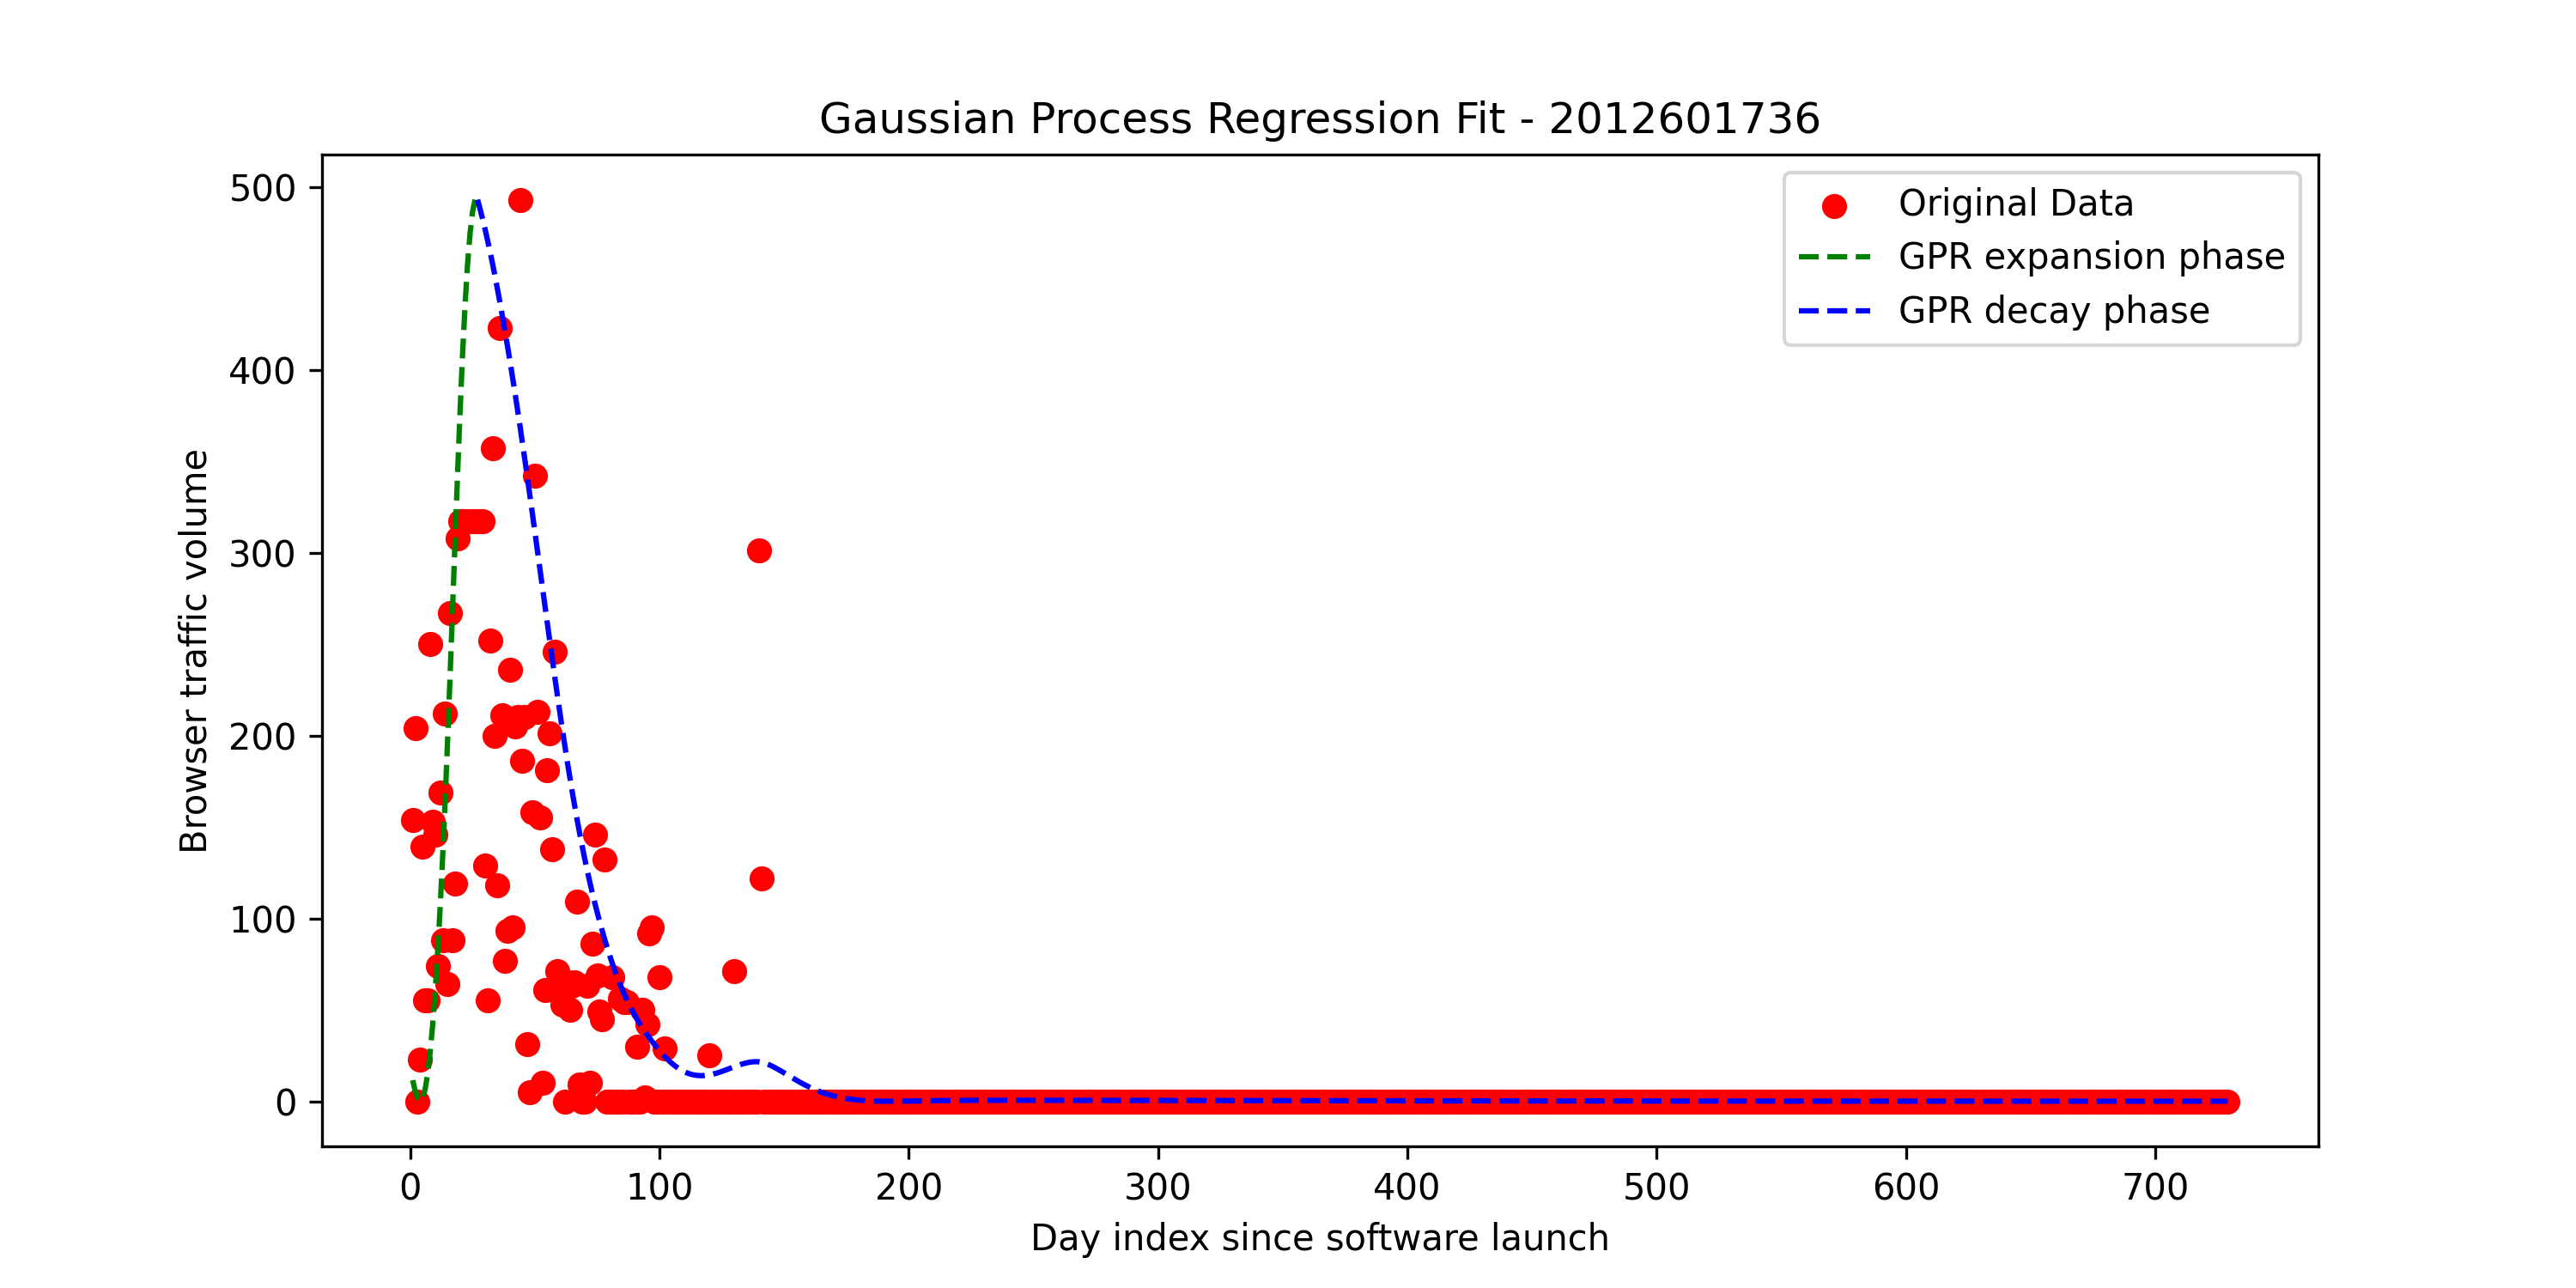 Gaussian Process Regression Fit - 2012601736
Original Data
GPR expansion phase
GPR decay phase
Browser traffic volume
500
400
300
200
100
0
0 100 200 300 400 500 600 700
Day index since software launch